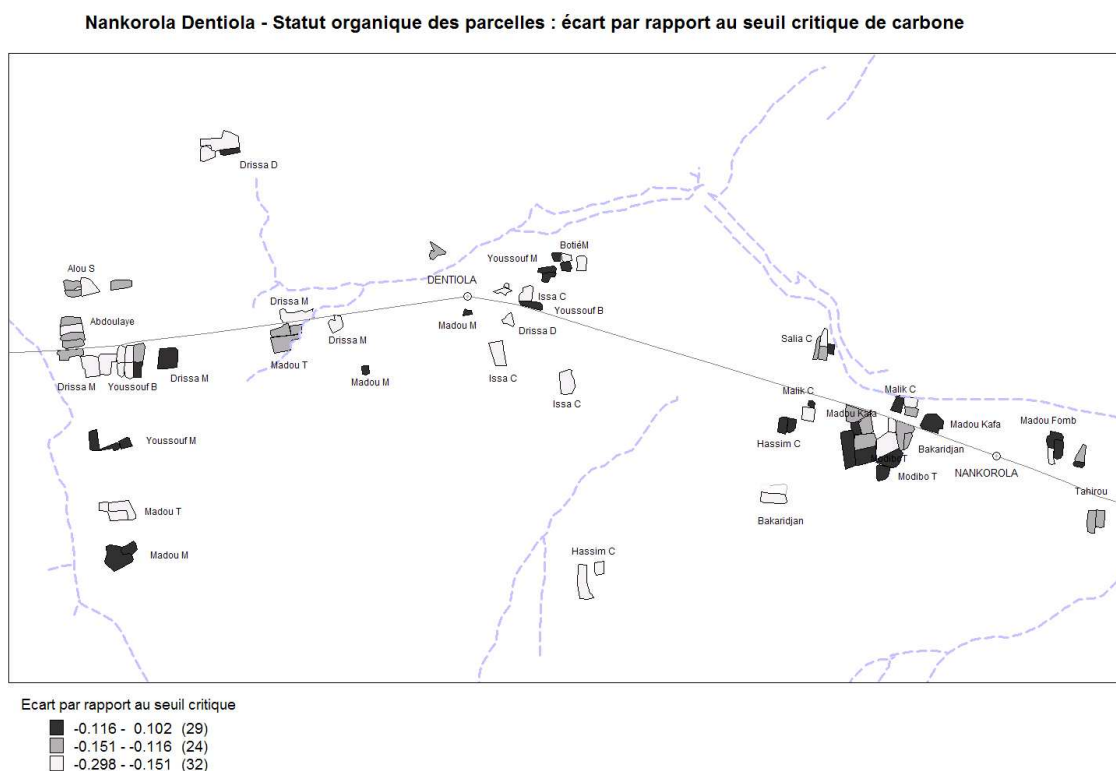 Nankorola Dentiola - Statut organique des parcelles : écart par rapport au seuil critique de carbone
Drissa D
BotiéM
Youssouf M
Alou S
DENTIOLA
Issa C
Drissa M
Youssouf B
Abdoulaye
Madou M
Drissa D
Drissa M
Salia C
Madou T
Drissa M
Youssouf B
Drissa M
Issa C
Madou M
Issa C
Malik C
Malik C
Madou Kafa
Madou Kafa
Madou Fomb
Hassim C
Youssouf M
Bakaridjan
Modibo T
Modibo T
NANKOROLA
Tahirou
Bakaridjan
Madou T
Madou M
Hassim C
Ecart par rapport au seuil critique
-0.116 - 0.102 (29)
-0.151 - -0.116 (24)
-0.298 - -0.151 (32)